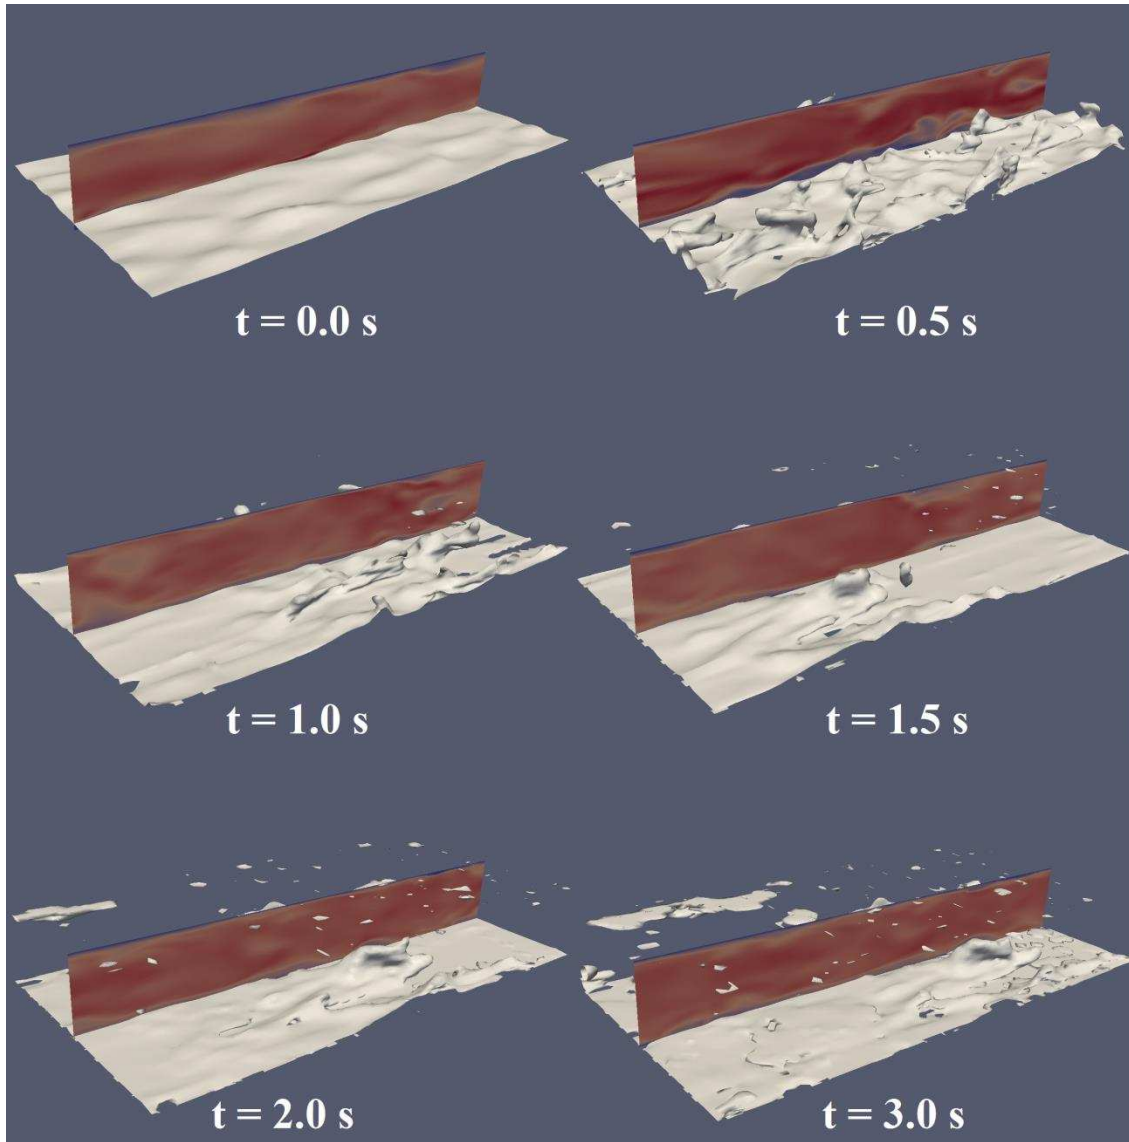 t = 0.0 s
t = 0.5 s
t = 1.0 s
t = 1.5 s
t = 2.0 s
t = 3.0 s